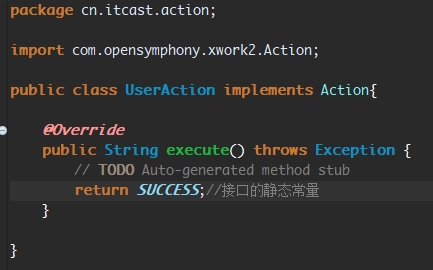 package cn.itcast.action;
import com.opensymphony.xwork2.Action;
public class UserAction implements Action{
@Override
public String execute() throws Exception {
// TODO Auto-generated method stub
return SUCCESS;//接口的静态常量
}
}